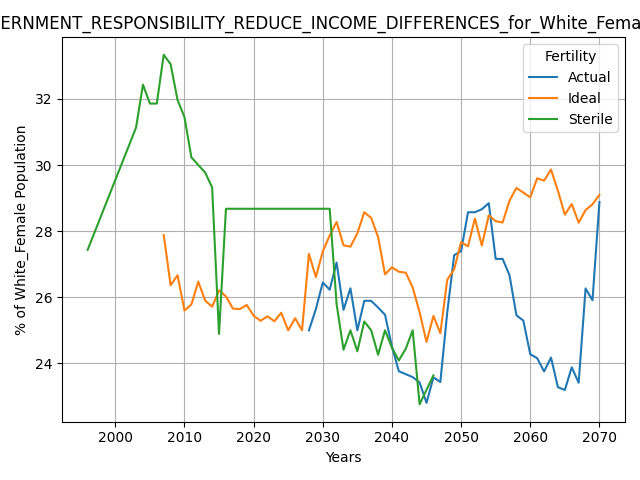 ERNMENT_RESPONSIBILITY_REDUCE_INCOME_DIFFERENCES_for_White_Fema
Fertility
Actual
Ideal
Sterile
% of White_Female Population
32
30
28
26
24
2000 2010 2020 2030 2040 2050 2060 2070
Years